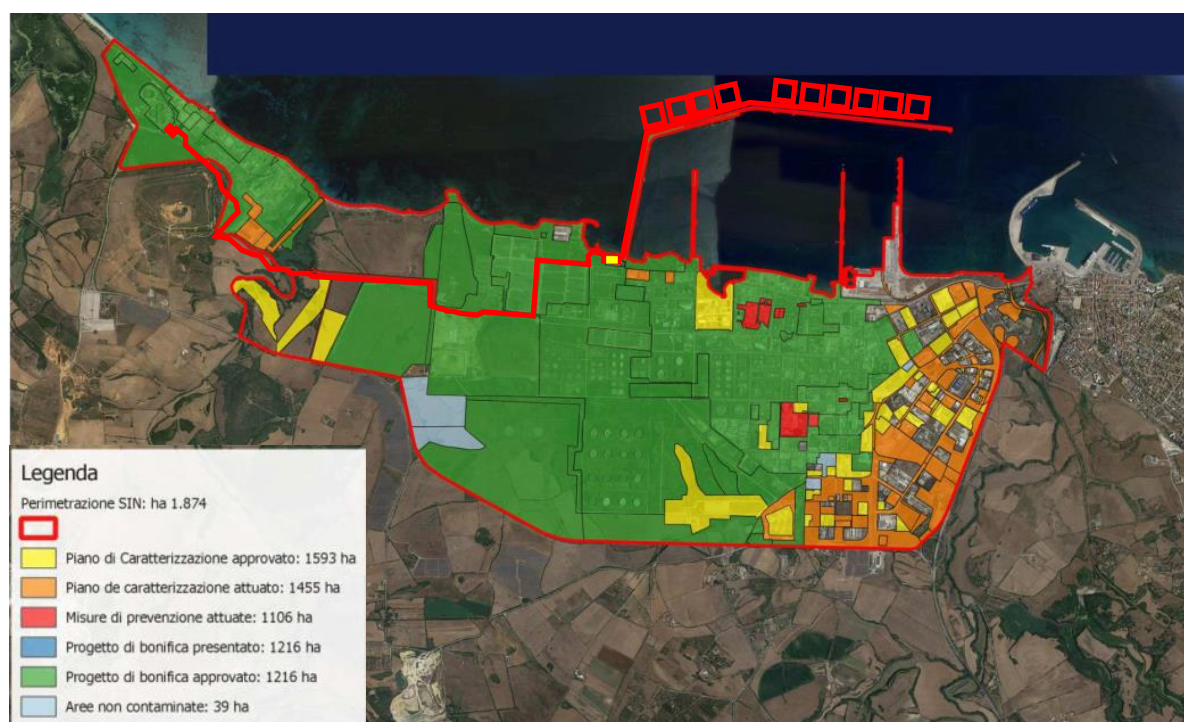 Legenda
Perimetrazione SIN: ha 1.874
Piano di Caratterizzazione approvato: 1593 ha
Piano de caratterizzazione attuato: 1455 ha
Misure di prevenzione attuate: 1106 ha
Progetto di bonifica presentato: 1216 ha
Progetto di bonifica approvato: 1216 ha
Aree non contaminate: 39 ha